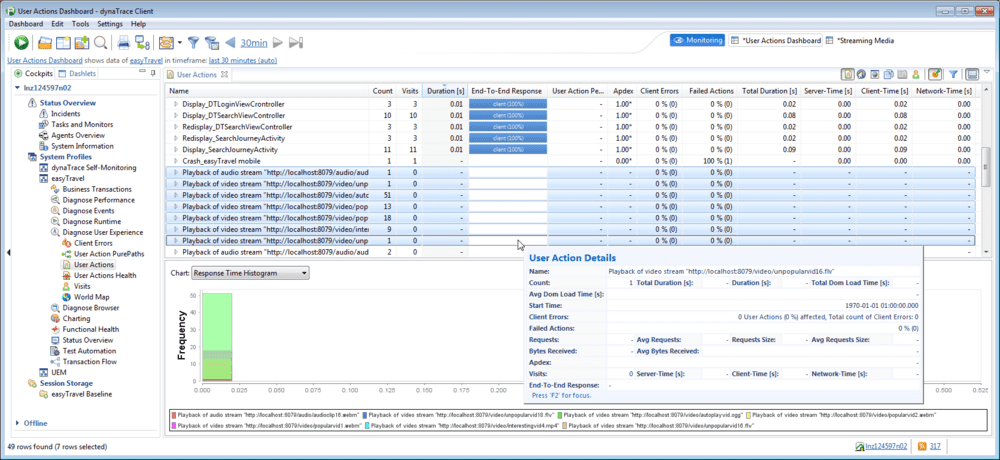 User Actions Dashboard - dynaTrace Client
Dashboard Edit Tools Settings Help
30min
Monitoring *User Actions Dashboard *Streaming Media
User Actions Dashboard shows data of easyTravel in timeframe: last 30 minutes (auto)
Cockpits Dashlets
lnz124597n02
Status Overview
Incidents
Tasks and Monitors
Agents Overview
System Information
System Profiles
dynaTrace Self-Monitoring
easyTravel
Business Transactions
Diagnose Performance
Diagnose Events
Diagnose Runtime
Diagnose User Experience
Client Errors
User Action PurePaths
User Actions
User Actions Health
Visits
World Map
Diagnose Browser
Charting
Functional Health
Status Overview
Test Automation
Transaction Flow
UEM
Session Storage
easyTravel Baseline
Offline
User Actions
Name Count Visits Duration [s] End-To-End Response User Action Pe... Apdex Client Errors Failed Actions Total Duration [s] Server-Time [s] Client-Time [s] Network-Time [s]
Display_DTLoginViewController 3 3 0.01 client (100%) - 1.00* 0 % (0) 0 % (0) 0.02 0.00 0.02 0.00
Display_DTSearchViewController 10 10 0.01 client (100%) - 1.00* 0 % (0) 0 % (0) 0.08 0.00 0.08 0.00
Redisplay_DTSearchViewController 3 3 0.01 client (100%) - 1.00* 0 % (0) 0 % (0) 0.02 0.00 0.02 0.00
Redisplay_SearchJourneyActivity 3 3 0.01 client (100%) - 1.00* 0 % (0) 0 % (0) 0.02 0.00 0.02 0.00
Display_SearchJourneyActivity 11 11 0.01 client (100%) - 1.00* 0 % (0) 0 % (0) 0.09 0.00 0.09 0.00
Crash_easyTravel mobile 1 1 - - 0.00* 0 % (0) 100 % (1) - 0.00 0.00 0.00
Playback of audio stream "http://localhost:8079/audio/aud 1 0 - - - 0 % (0) 0 % (0) - - - -
Playback of video stream "http://localhost:8079/video/unp 1 0 - - - 0 % (0) 0 % (0) - - - -
Playback of video stream "http://localhost:8079/video/auto 51 0 - - - 0 % (0) 0 % (0) - - - -
Playback of video stream "http://localhost:8079/video/pop 13 0 - - - 0 % (0) 0 % (0) - - - -
Playback of video stream "http://localhost:8079/video/pop 18 0 - - - 0 % (0) 0 % (0) - - - -
Playback of video stream "http://localhost:8079/video/inter 9 0 - - - 0 % (0) 0 % (0) - - - -
Playback of video stream "http://localhost:8079/video/unp 1 0 - - - 0 % (0) 0 % (0) - - - -
Playback of audio stream "http://localhost:8079/audio/aud 2 0 -
Chart: Response Time Histogram
Frequency
50
40
30
20
10
0
0.000 0.025 0.050 0.075 0.100 0.125 0.150 0.175 0.200 0.525
User Action Details
Name: Playback of video stream "http://localhost:8079/video/unpopularvid16.flv"
Count: 1 Total Duration [s]: - Duration [s]: - Total Dom Load Time [s]: -
Avg Dom Load Time [s]: -
Start Time: 1970-01-01 01:00:00.000
Client Errors: 0 User Actions (0 %) affected, Total count of Client Errors: 0
Failed Actions: 0 % (0)
Requests: - Avg Requests: - Requests Size: - Avg Requests Size: -
Bytes Received: - Avg Bytes Received: -
Apdex: -
Visits: 0 Server-Time [s]: - Client-Time [s]: - Network-Time [s]: -
End-To-End Response: -
Press 'F2' for focus.
Playback of audio stream "http://localhost:8079/audio/audioclip16.webm" Playback of video stream "http://localhost:8079/video/unpopularvid18.flv" Playback of video stream "http://localhost:8079/video/autoplayvid.ogg" Playback of video stream "http://localhost:8079/video/popularvid2.webm"
Playback of video stream "http://localhost:8079/video/popularvid1.webm" Playback of video stream "http://localhost:8079/video/interestingvid4.mp4" Playback of video stream "http://localhost:8079/video/unpopularvid16.flv"
49 rows found (7 rows selected) lnz124597n02 317